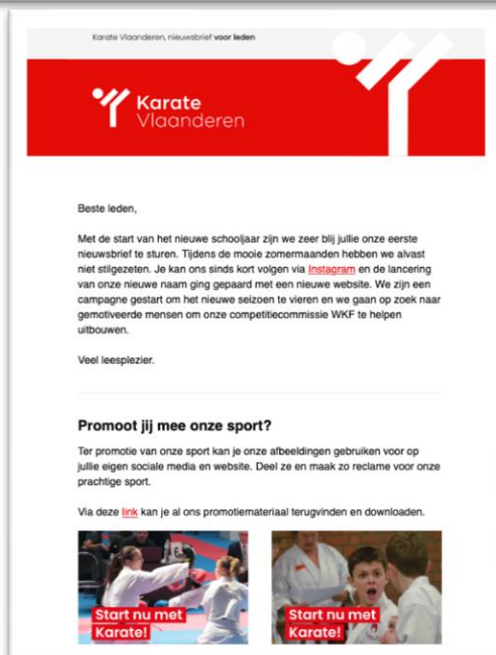 Karate Vlaanderen, nieuwsbrief voor leden
Karate
Vlaanderen
Beste leden,
Met de start van het nieuwe schooljaar zijn we zeer blij jullie onze eerste
nieuwsbrief te sturen. Tijdens de mooie zomermaanden hebben we alvast
niet stilgezeten. Je kan ons sinds kort volgen via Instagram en de lancering
van onze nieuwe naam ging gepaard met een nieuwe website. We zijn een
campagne gestart om het nieuwe seizoen te vieren en we gaan op zoek naar
gemotiveerde mensen om onze competitiecommissie WKF te helpen
uitbouwen.
Veel leesplezier.
Promoot jij mee onze sport?
Ter promotie van onze sport kan je onze afbeeldingen gebruiken voor op
jullie eigen sociale media en website. Deel ze en maak zo reclame voor onze
prachtige sport.
Via deze link kan je al ons promotiemateriaal terugvinden en downloaden.
Start nu met
Karate!
Start nu met
Karate!